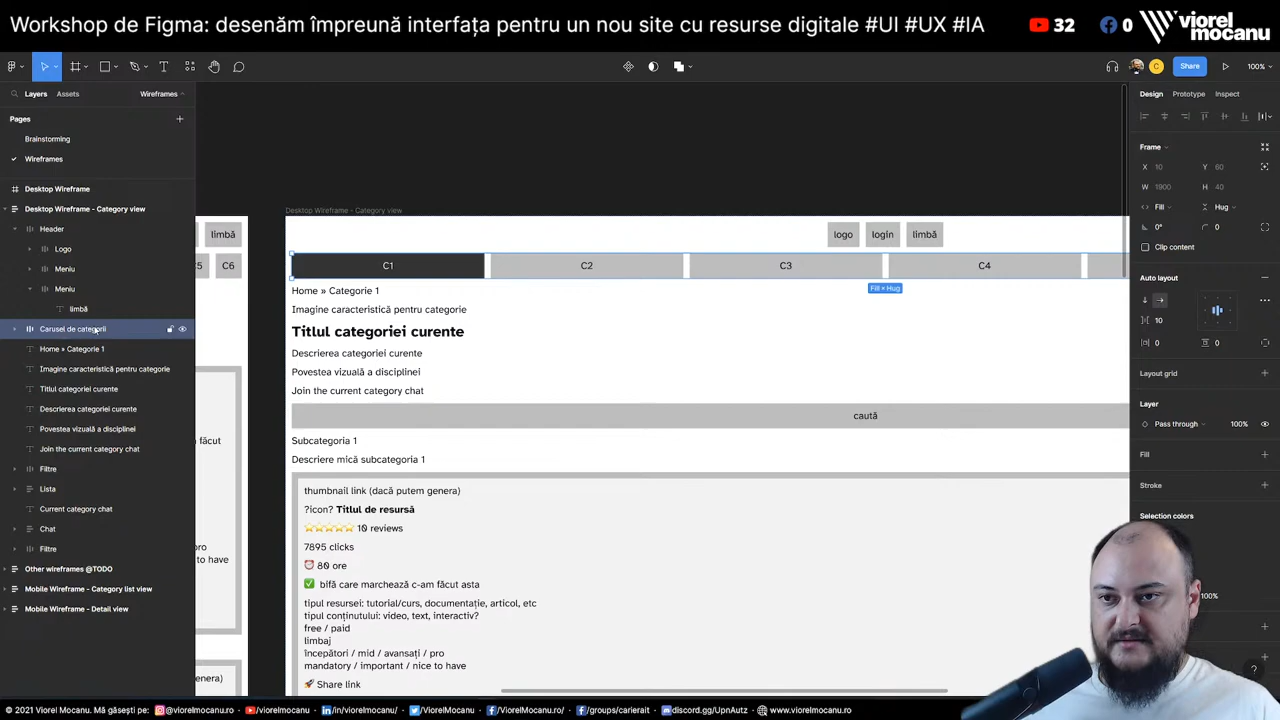 Workshop de Figma: desenăm împreună interfața pentru un nou site cu resurse digitale #UI #UX #IA
32
0
viorel
mocanu
C
Share
100%
Layers
Assets
Wireframes
Design
Prototype
Inspect
Pages
Brainstorming
Wireframes
Desktop Wireframe
Desktop Wireframe - Category view
Header
Logo
Meniu
Meniu
limbă
Carusel de categorii
Home » Categorie 1
Imagine caracteristică pentru categorie
Titlul categoriei curente
Descrierea categoriei curente
Povestea vizuală a disciplinei
Join the current category chat
Filtre
Lista
Current category chat
Chat
Filtre
Other wireframes @TODO
Mobile Wireframe - Category list view
Mobile Wireframe - Detail view
limbă
C5
C6
făcut
pro
to have
enera)
Desktop Wireframe - Category view
logo
login
limbă
C1
C2
C3
C4
Fill × Hug
Home » Categorie 1
Imagine caracteristică pentru categorie
Titlul categoriei curente
Descrierea categoriei curente
Povestea vizuală a disciplinei
Join the current category chat
caută
Subcategoria 1
Descriere mică subcategoria 1
thumbnail link (dacă putem genera)
?icon? Titlul de resursă
⭐⭐⭐⭐⭐ 10 reviews
7895 clicks
⏰ 80 ore
✅ bifă care marchează c-am făcut asta
tipul resursei: tutorial/curs, documentație, articol, etc
tipul conținutului: video, text, interactiv?
free / paid
limbaj
începători / mid / avansați / pro
mandatory / important / nice to have
🚀 Share link
Frame
X 10
Y 60
W 1900
H 40
Fill
Hug
0°
0
Clip content
Auto layout
10
0
0
Layout grid
Layer
Pass through
100%
Fill
Stroke
Selection colors
100%
?
© 2021 Viorel Mocanu. Mă găsești pe:
@viorelmocanu.ro
/viorelmocanu
/in/viorelmocanu/
/ViorelMocanu
/ViorelMocanu.ro/
/groups/carierait
discord.gg/UpnAutz
www.viorelmocanu.ro